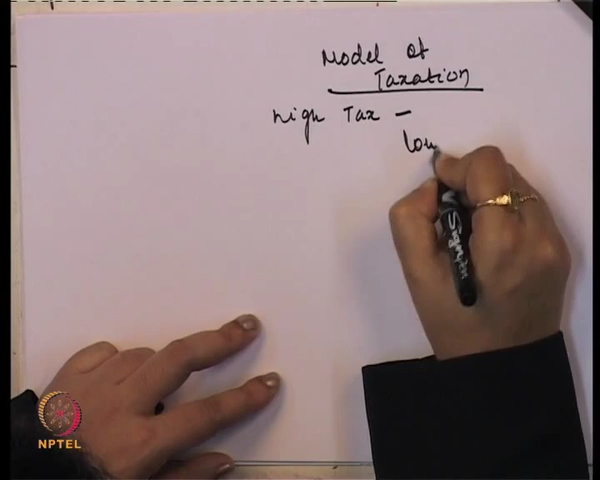 Model of
Taxation
High Tax -
low
NPTEL